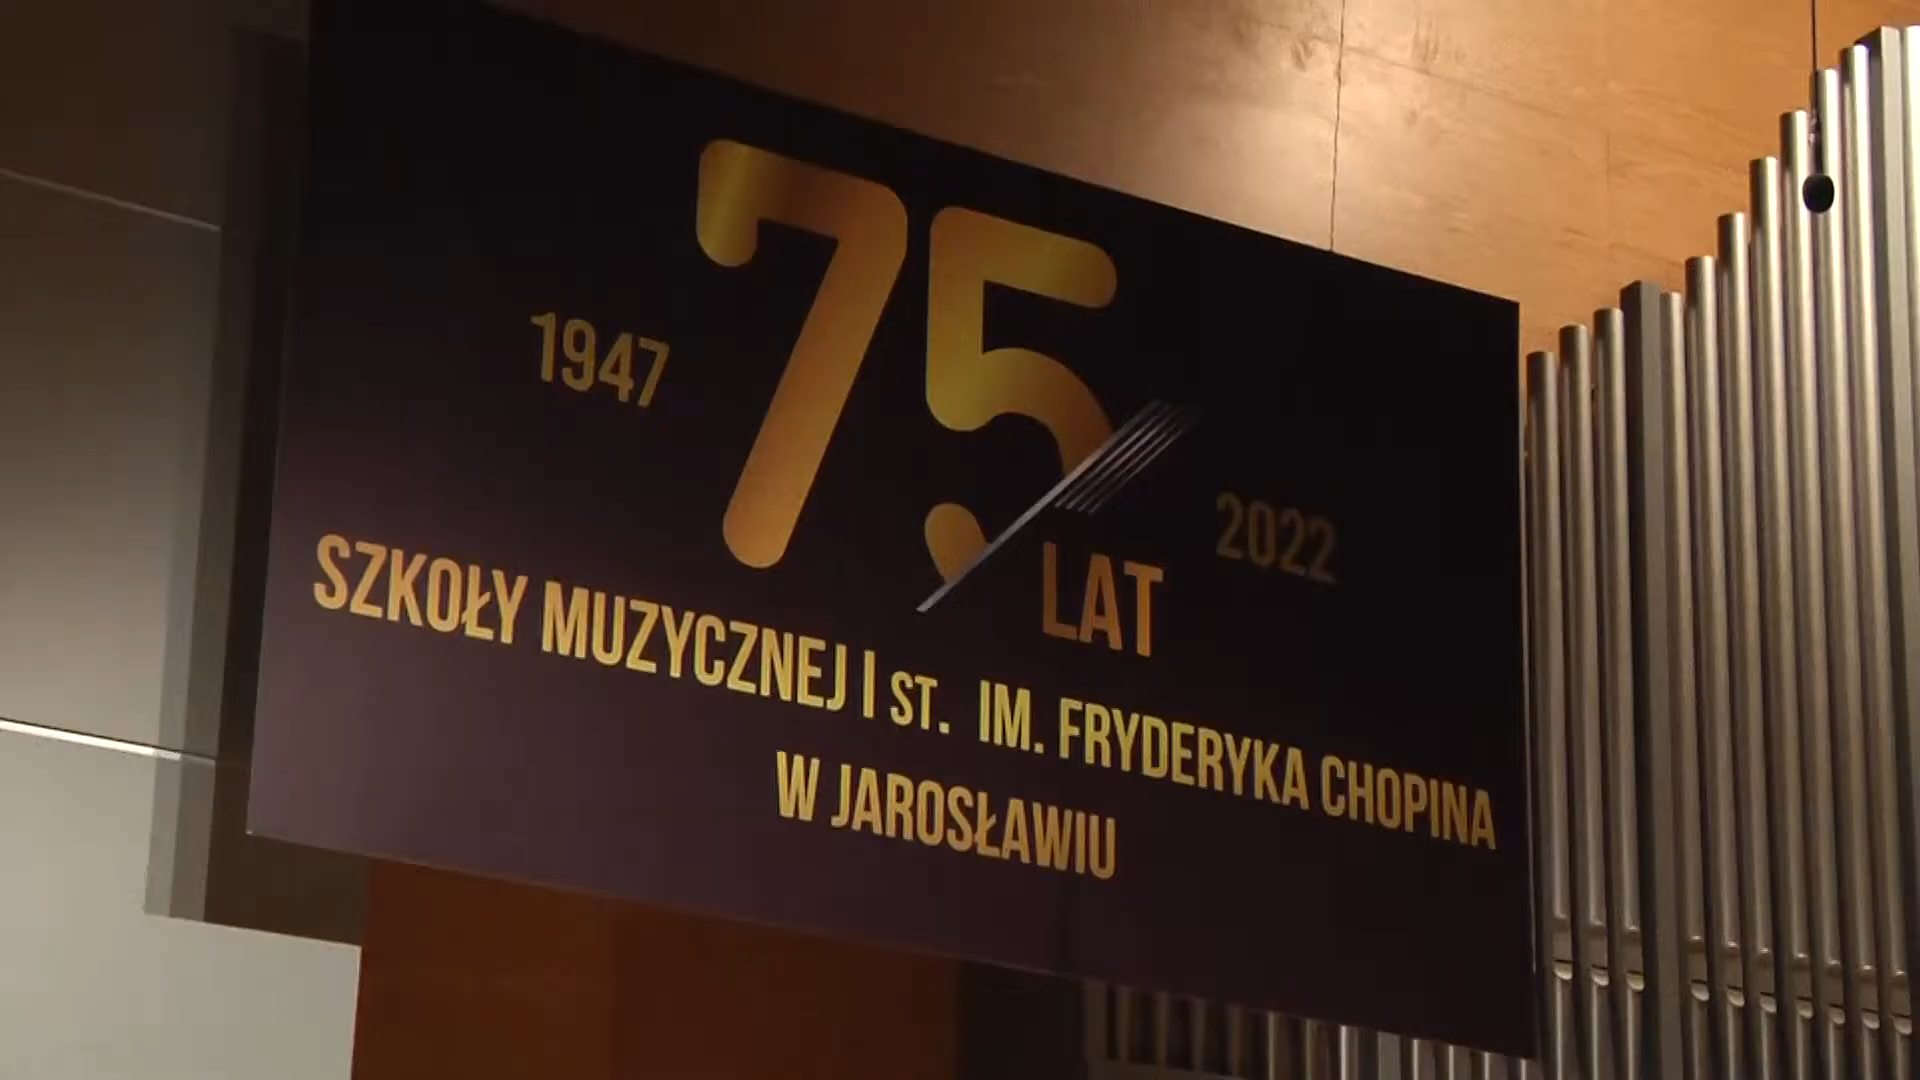 75
1947
2022
LAT
SZKOŁY MUZYCZNEJ I ST. IM. FRYDERYKA CHOPINA
W JAROSŁAWIU